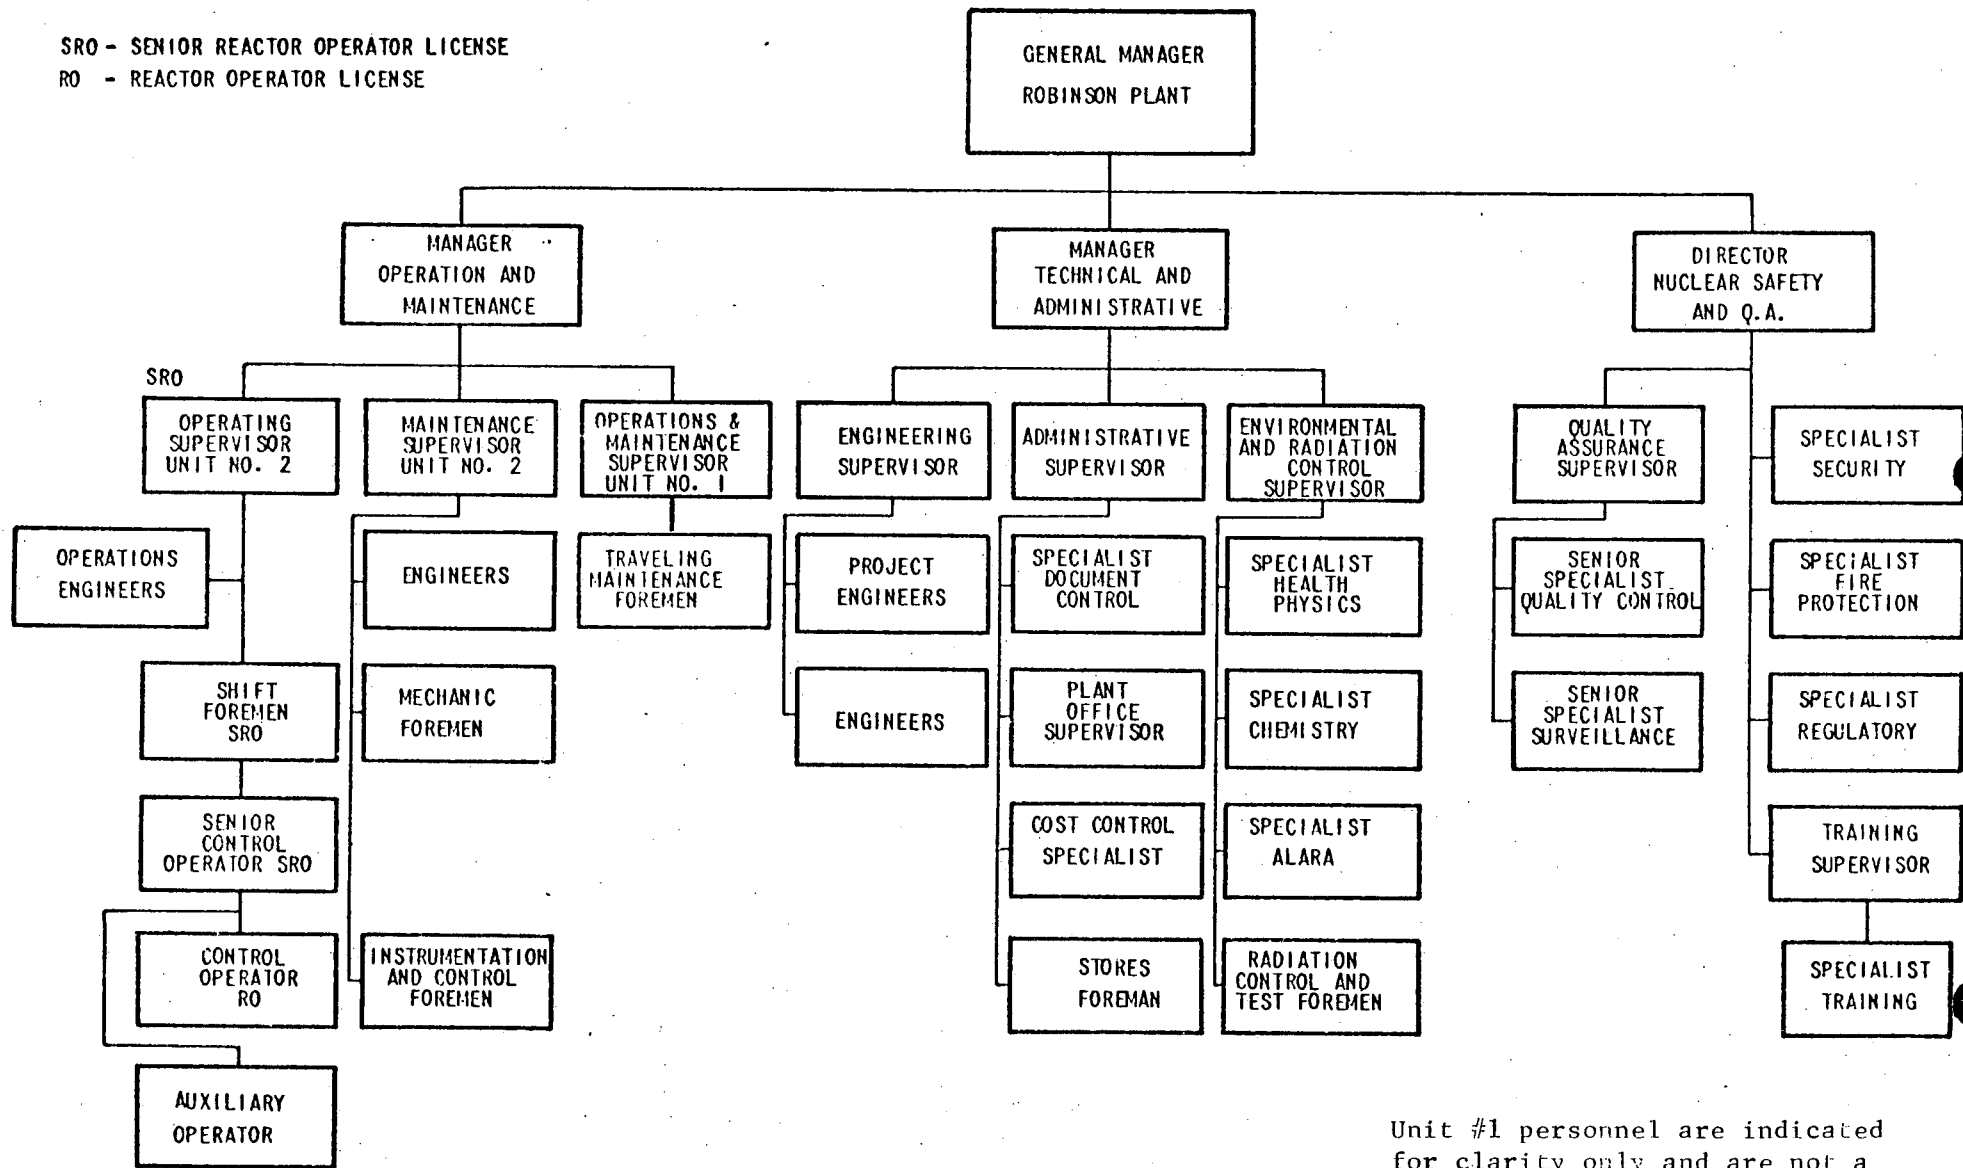 SRO - SENIOR REACTOR OPERATOR LICENSE
RO - REACTOR OPERATOR LICENSE
GENERAL MANAGER
ROBINSON PLANT
MANAGER
OPERATION AND
MAINTENANCE
MANAGER
TECHNICAL AND
ADMINISTRATIVE
DIRECTOR
NUCLEAR SAFETY
AND Q.A.
SRO
OPERATING
SUPERVISOR
UNIT NO. 2
MAINTENANCE
SUPERVISOR
UNIT NO. 2
OPERATIONS &
MAINTENANCE
SUPERVISOR
UNIT NO. 1
ENGINEERING
SUPERVISOR
ADMINISTRATIVE
SUPERVISOR
ENVIRONMENTAL
AND RADIATION
CONTROL
SUPERVISOR
QUALITY
ASSURANCE
SUPERVISOR
SPECIALIST
SECURITY
OPERATIONS
ENGINEERS
ENGINEERS
TRAVELING
MAINTENANCE
FOREMEN
PROJECT
ENGINEERS
SPECIALIST
DOCUMENT
CONTROL
SPECIALIST
HEALTH
PHYSICS
SENIOR
SPECIALIST
QUALITY CONTROL
SPECIALIST
FIRE
PROTECTION
SHIFT
FOREMEN
SRO
MECHANIC
FOREMEN
ENGINEERS
PLANT
OFFICE
SUPERVISOR
SPECIALIST
CHEMISTRY
SENIOR
SPECIALIST
SURVEILLANCE
SPECIALIST
REGULATORY
SENIOR
CONTROL
OPERATOR SRO
COST CONTROL
SPECIALIST
SPECIALIST
ALARA
TRAINING
SUPERVISOR
CONTROL
OPERATOR
RO
INSTRUMENTATION
AND CONTROL
FOREMEN
STORES
FOREMAN
RADIATION
CONTROL AND
TEST FOREMEN
SPECIALIST
TRAINING
AUXILIARY
OPERATOR
Unit #1 personnel are indicated
for clarity only and are not a